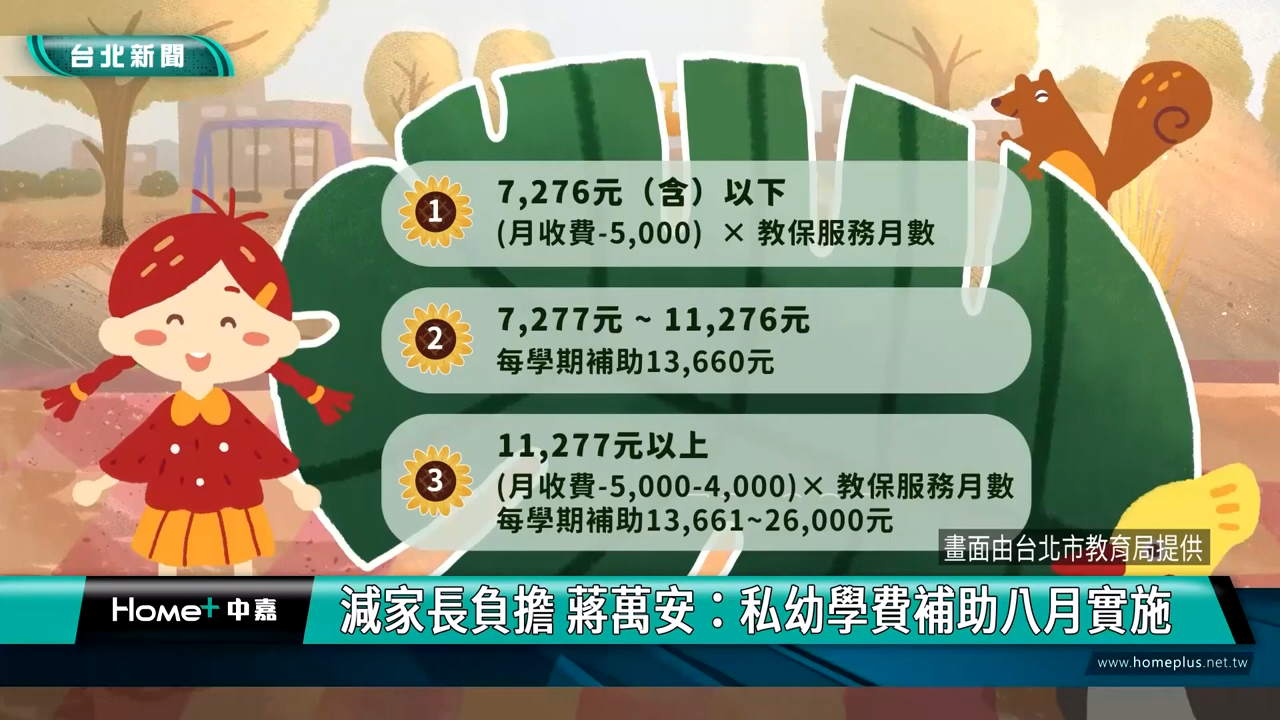 台北新聞
1
7,276元（含）以下
(月收費-5,000) × 教保服務月數
2
7,277元 ~ 11,276元
每學期補助13,660元
3
11,277元以上
(月收費-5,000-4,000)× 教保服務月數
每學期補助13,661~26,000元
畫面由台北市教育局提供
Home+ 中嘉
減家長負擔 蔣萬安：私幼學費補助八月實施
www.homeplus.net.tw